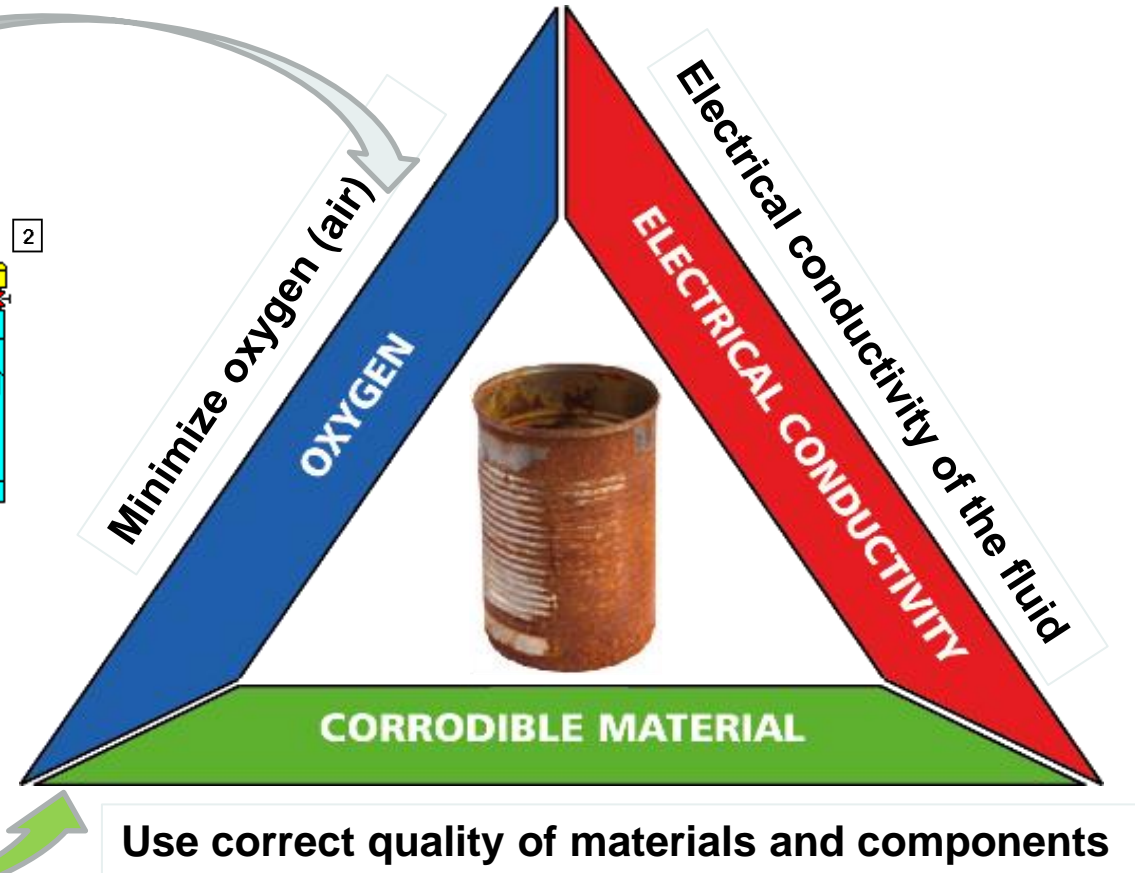 2
Minimize oxygen (air)
OXYGEN
ELECTRICAL CONDUCTIVITY
Electrical conductivity of the fluid
CORRODIBLE MATERIAL
Use correct quality of materials and components